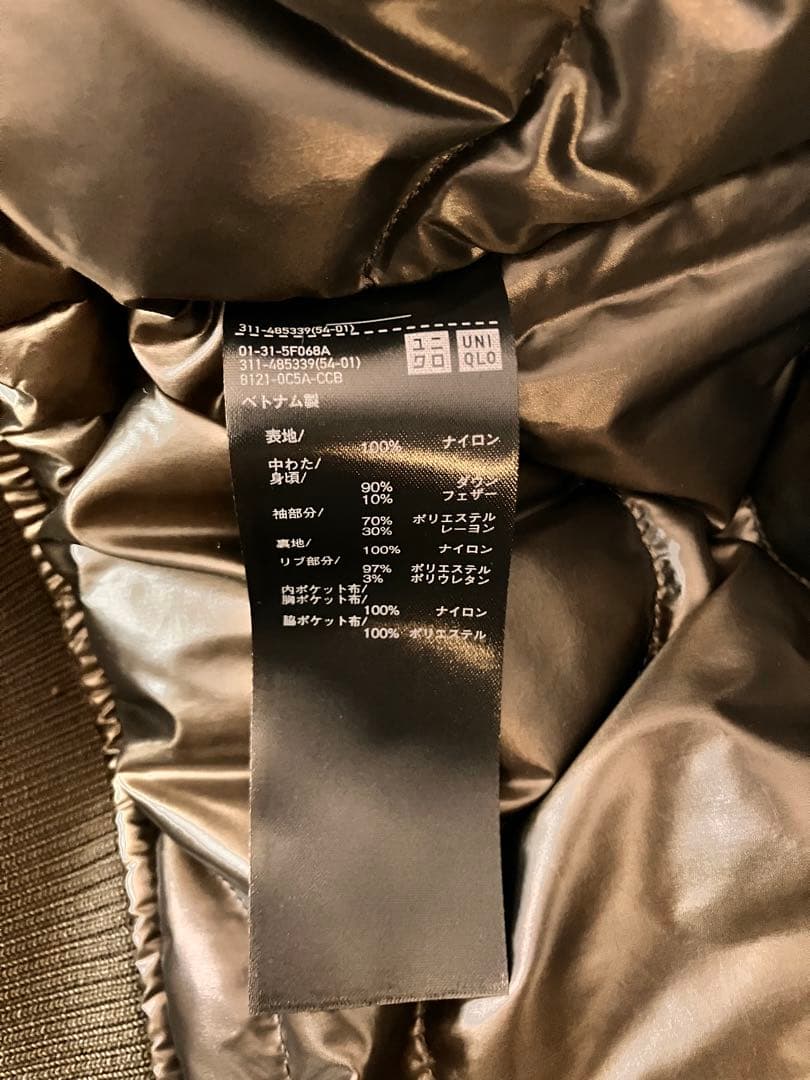 311-485339(54-01)
01-31-5F068A
311-485339(54-01)
8121-0C5A-CCB
ユニクロ
UNIQLO
ベトナム製
表地/
100% ナイロン
中わた/
身頃/
90% ダウン
10% フェザー
袖部分/
70% ポリエステル
30% レーヨン
裏地/
100% ナイロン
リブ部分/
97% ポリエステル
3% ポリウレタン
内ポケット布/
胸ポケット布/
100% ナイロン
脇ポケット布/
100% ポリエステル